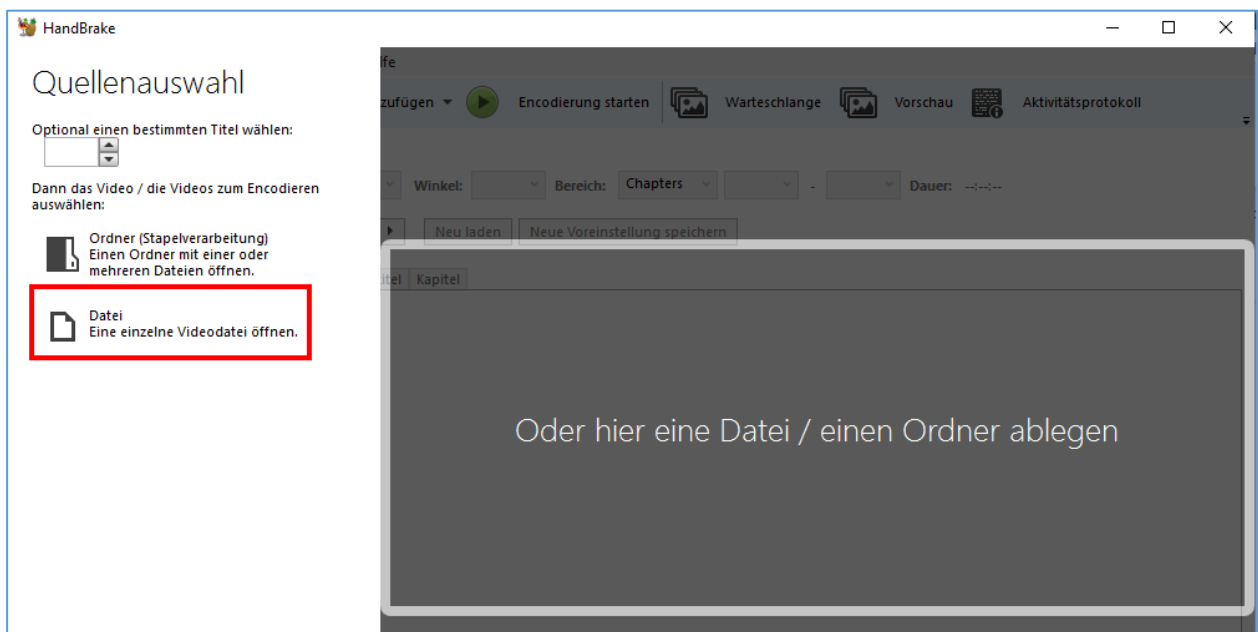 HandBrake
Quellenauswahl
Optional einen bestimmten Titel wählen:
Dann das Video / die Videos zum Encodieren
auswählen:
Ordner (Stapelverarbeitung)
Einen Ordner mit einer oder
mehreren Dateien öffnen.
Datei
Eine einzelne Videodatei öffnen.
lfe
zufügen Encodierung starten Warteschlange Vorschau Aktivitätsprotokoll
Winkel: Bereich: Chapters - Dauer: --:--:--
Neu laden Neue Voreinstellung speichern
titel Kapitel
Oder hier eine Datei / einen Ordner ablegen